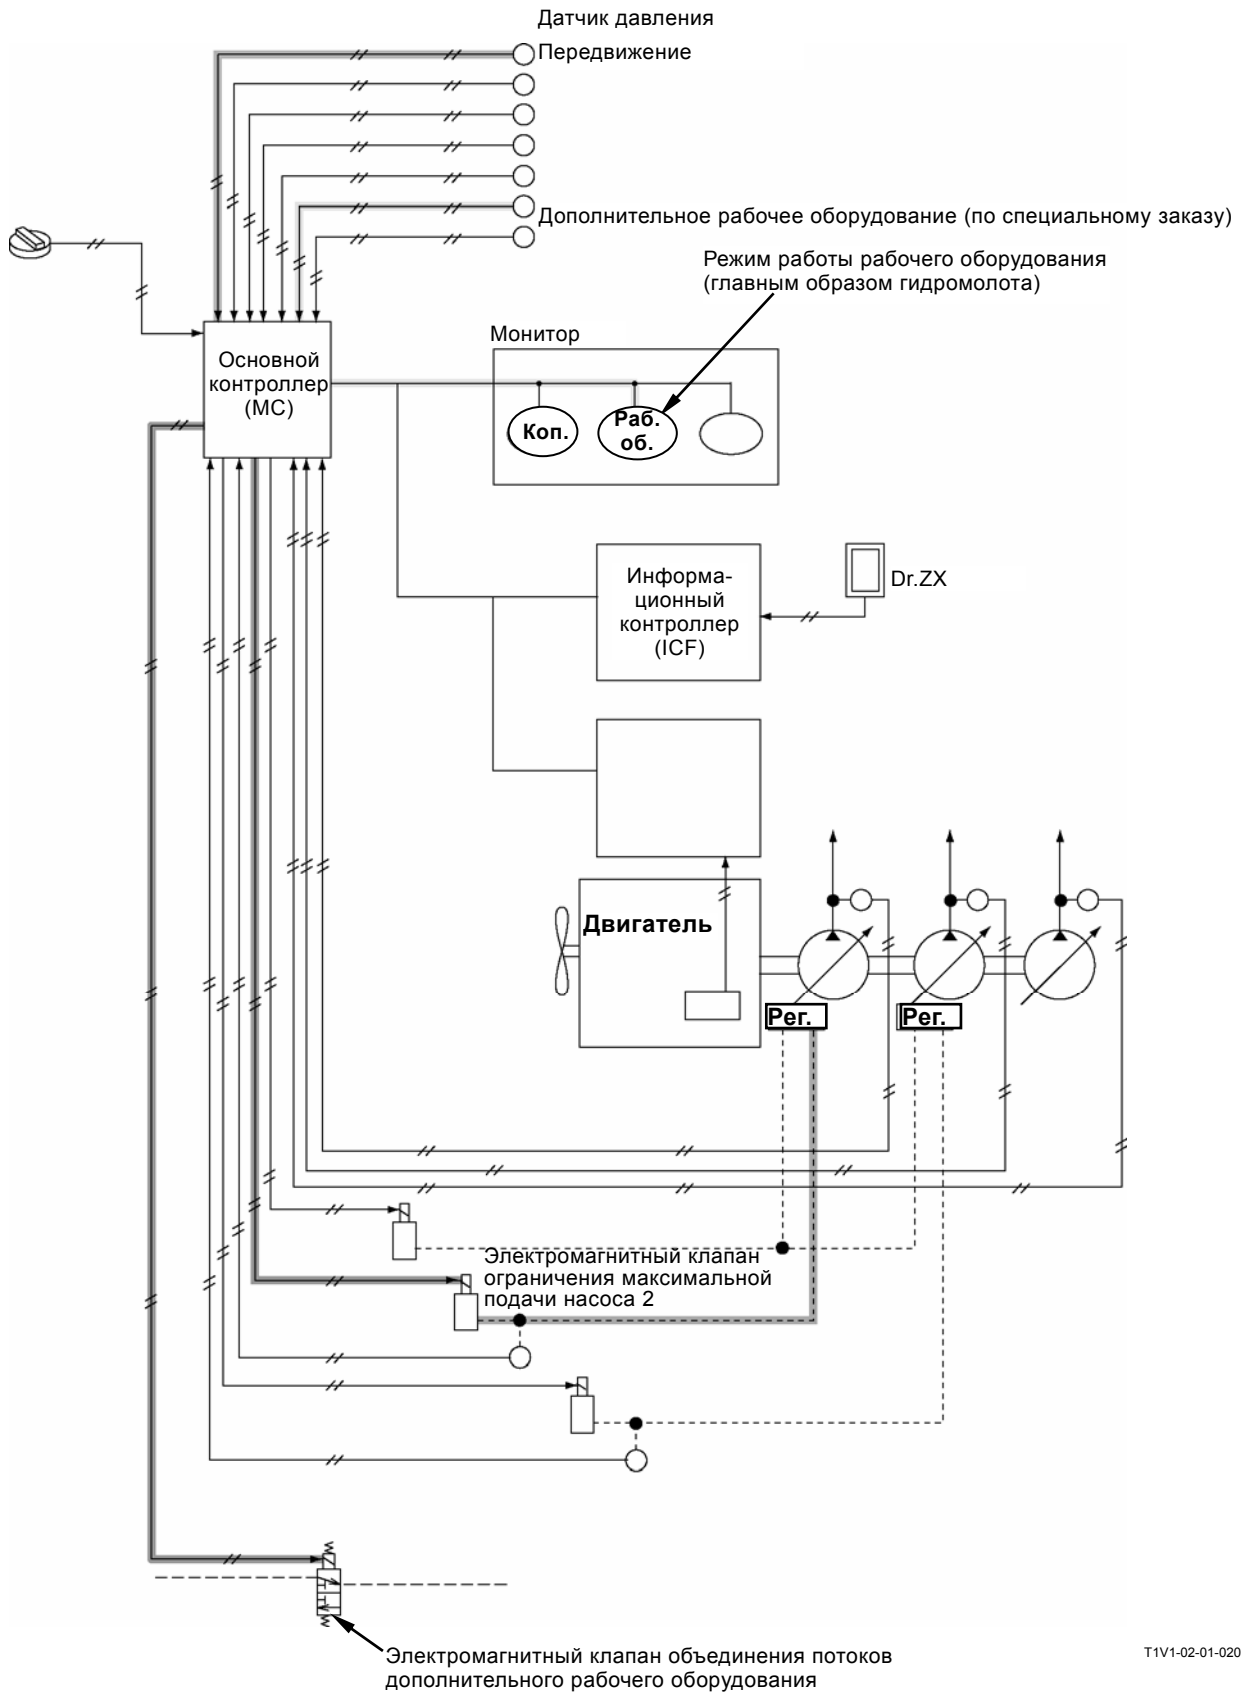 Датчик давления
Передвижение
Дополнительное рабочее оборудование (по специальному заказу)
Режим работы рабочего оборудования
(главным образом гидромолота)
Монитор
Основной
контроллер
(MC)
Коп.
Раб.
об.
Информа-
ционный
контроллер
(ICF)
Dr.ZX
Двигатель
Рег.
Рег.
Электромагнитный клапан
ограничения максимальной
подачи насоса 2
Электромагнитный клапан объединения потоков
дополнительного рабочего оборудования
T1V1-02-01-020